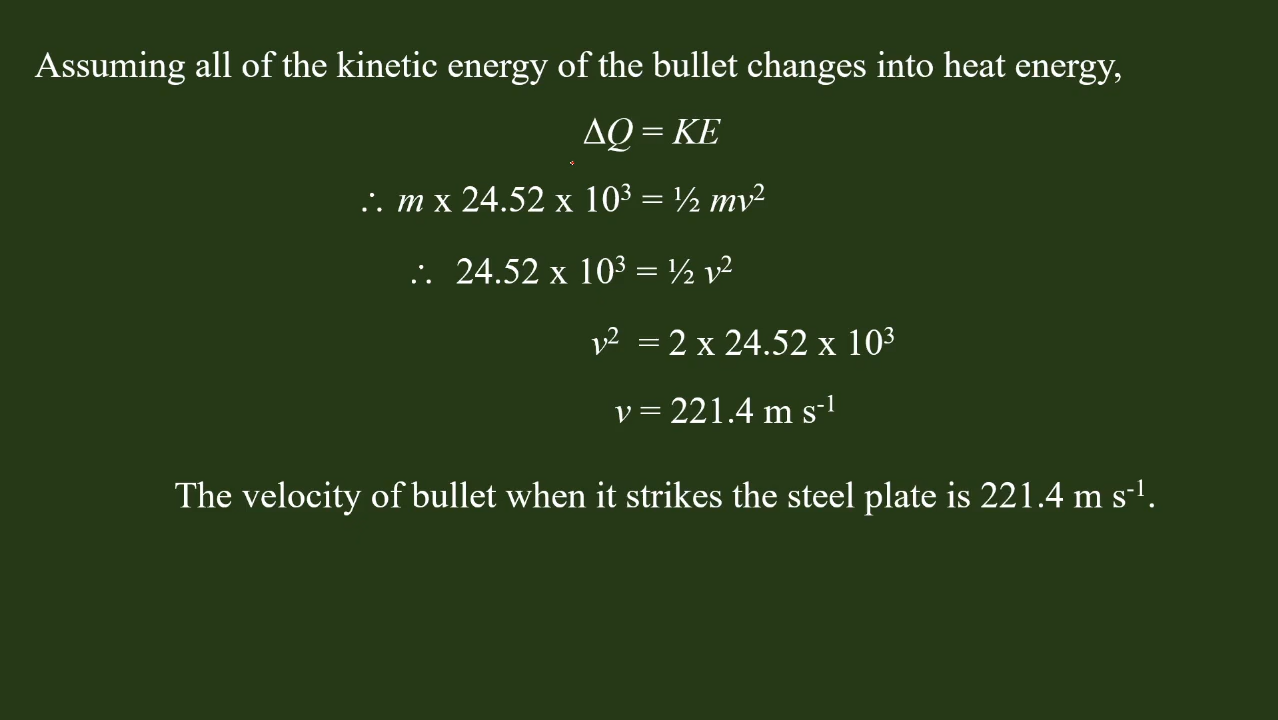 Assuming all of the kinetic energy of the bullet changes into heat energy,
ΔQ = KE
∴ m x 24.52 x 10³ = ½ mv²
∴ 24.52 x 10³ = ½ v²
v² = 2 x 24.52 x 10³
v = 221.4 m s⁻¹
The velocity of bullet when it strikes the steel plate is 221.4 m s⁻¹.